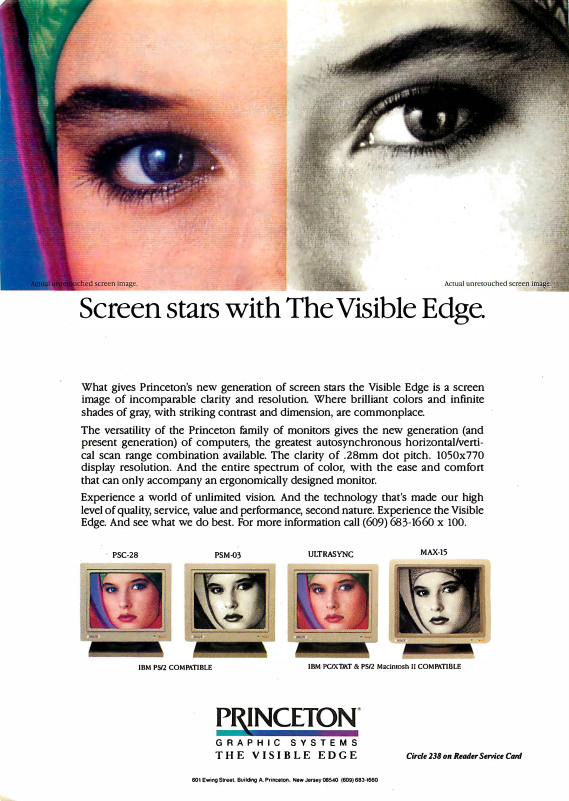 Actual unretouched screen image.
Actual unretouched screen image.
Screen stars with The Visible Edge.
What gives Princeton's new generation of screen stars the Visible Edge is a screen
image of incomparable clarity and resolution. Where brilliant colors and infinite
shades of gray, with striking contrast and dimension, are commonplace.
The versatility of the Princeton family of monitors gives the new generation (and
present generation) of computers, the greatest autosynchronous horizontal/verti-
cal scan range combination available. The clarity of .28mm dot pitch. 1050x770
display resolution. And the entire spectrum of color, with the ease and comfort
that can only accompany an ergonomically designed monitor.
Experience a world of unlimited vision. And the technology that's made our high
level of quality, service, value and performance, second nature. Experience the Visible
Edge. And see what we do best. For more information call (609) 683-1660 x 100.
PSC-28
PSM-03
ULTRASYNC
MAX-15
IBM PS/2 COMPATIBLE
IBM PC/XT/AT & PS/2 Macintosh II COMPATIBLE
PRINCETON®
GRAPHIC SYSTEMS
THE VISIBLE EDGE
Circle 238 on Reader Service Card
601 Ewing Street, Building A, Princeton, New Jersey 08540 (609) 683-1660